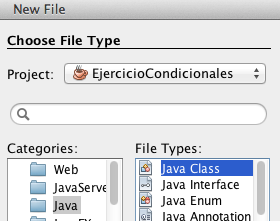 New File
Choose File Type
Project: EjercicioCondicionales
Categories:
Web
JavaServe
Java
File Types:
Java Class
Java Interface
Java Enum
Java Annotation